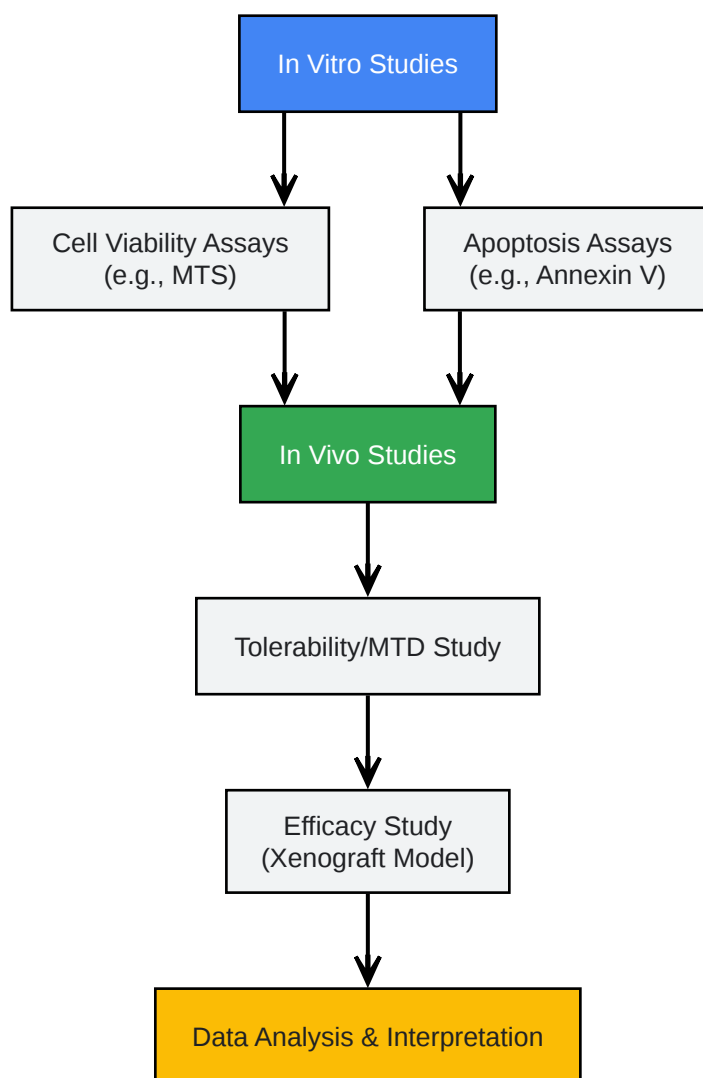 In Vitro Studies
Cell Viability Assays
(e.g., MTS)
Apoptosis Assays
(e.g., Annexin V)
In Vivo Studies
Tolerability/MTD Study
Efficacy Study
(Xenograft Model)
Data Analysis & Interpretation